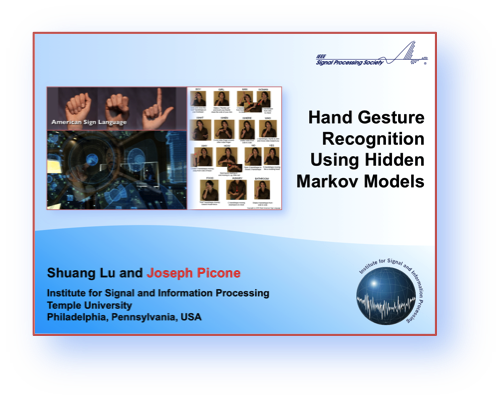 IEEE
Signal Processing Society
American Sign Language
Hand Gesture
Recognition
Using Hidden
Markov Models
Shuang Lu and Joseph Picone
Institute for Signal and Information Processing
Temple University
Philadelphia, Pennsylvania, USA
Institute for Signal and Information Processing